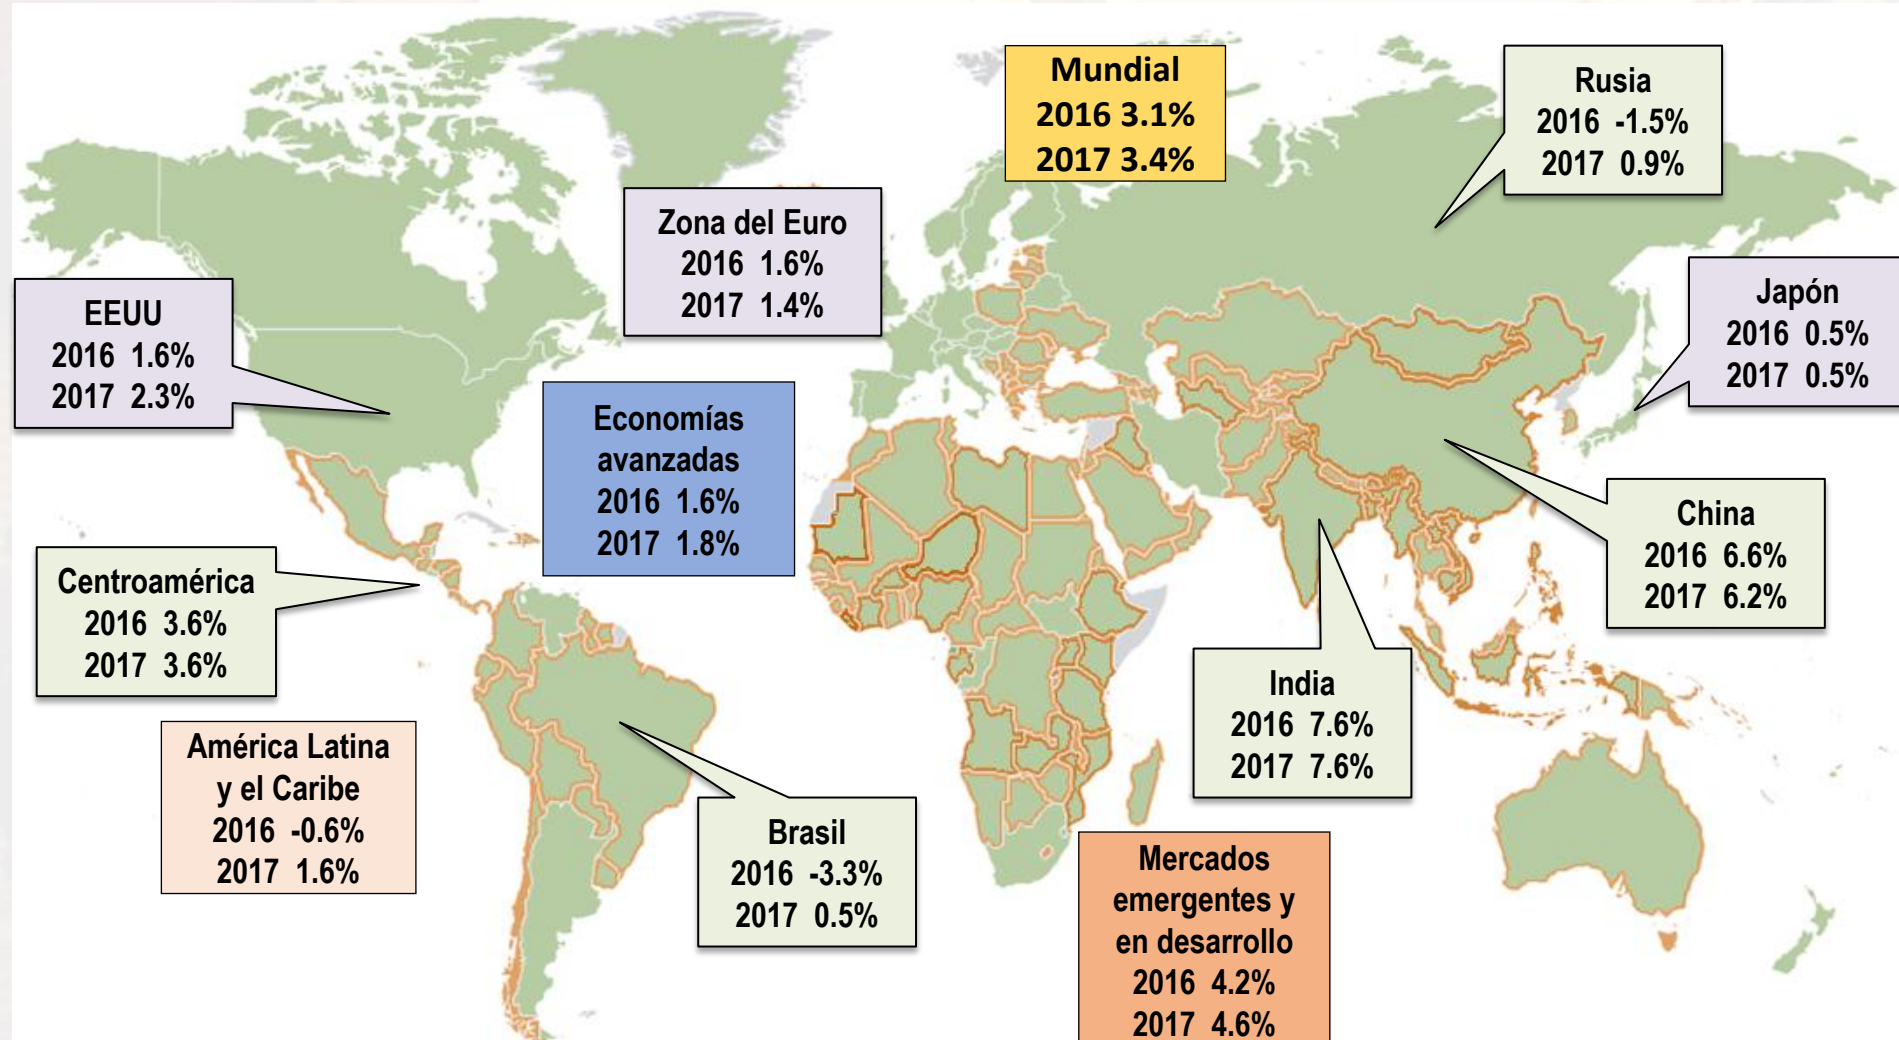 Mundial
2016 3.1%
2017 3.4%
Rusia
2016 -1.5%
2017 0.9%
Zona del Euro
2016 1.6%
2017 1.4%
EEUU
2016 1.6%
2017 2.3%
Japón
2016 0.5%
2017 0.5%
Economías
avanzadas
2016 1.6%
2017 1.8%
China
2016 6.6%
2017 6.2%
Centroamérica
2016 3.6%
2017 3.6%
India
2016 7.6%
2017 7.6%
América Latina
y el Caribe
2016 -0.6%
2017 1.6%
Brasil
2016 -3.3%
2017 0.5%
Mercados
emergentes y
en desarrollo
2016 4.2%
2017 4.6%